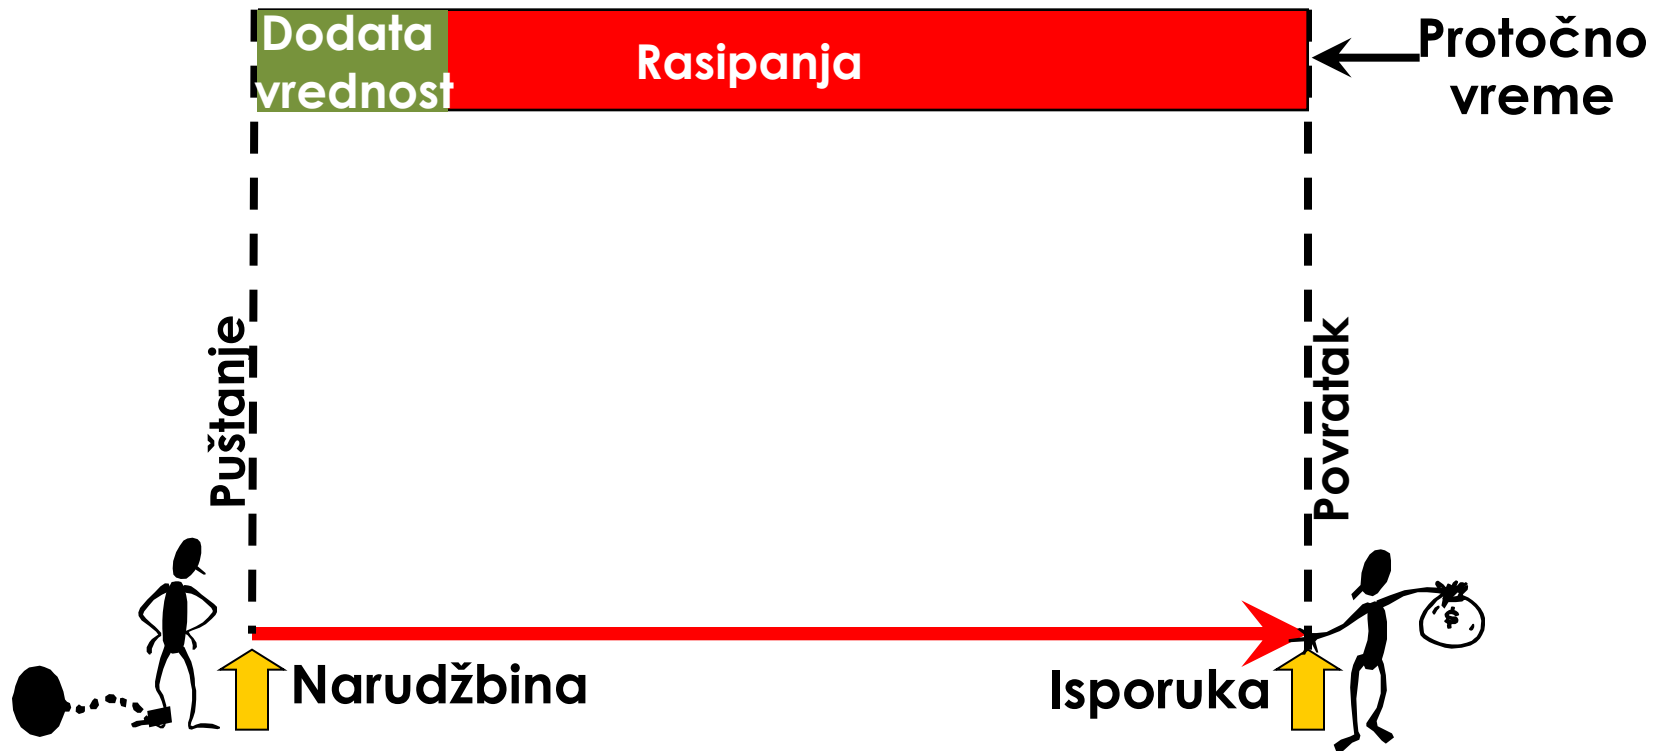 Dodata
vrednost
Rasipanja
Protočno
vreme
Puštanje
Povratak
$
Narudžbina
Isporuka